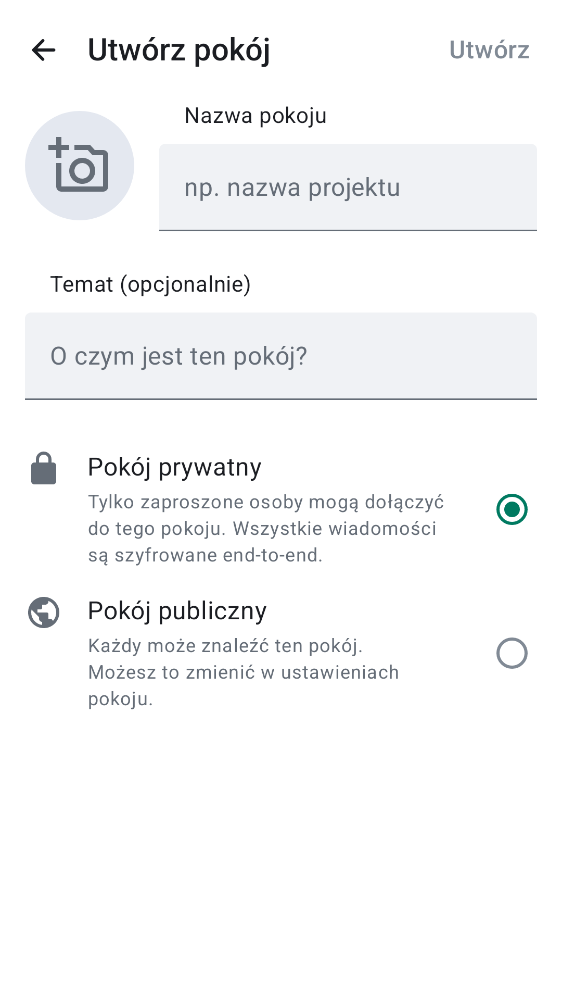 Utwórz pokój
Utwórz
Nazwa pokoju
np. nazwa projektu
Temat (opcjonalnie)
O czym jest ten pokój?
Pokój prywatny
Tylko zaproszone osoby mogą dołączyć
do tego pokoju. Wszystkie wiadomości
są szyfrowane end-to-end.
Pokój publiczny
Każdy może znaleźć ten pokój.
Możesz to zmienić w ustawieniach
pokoju.